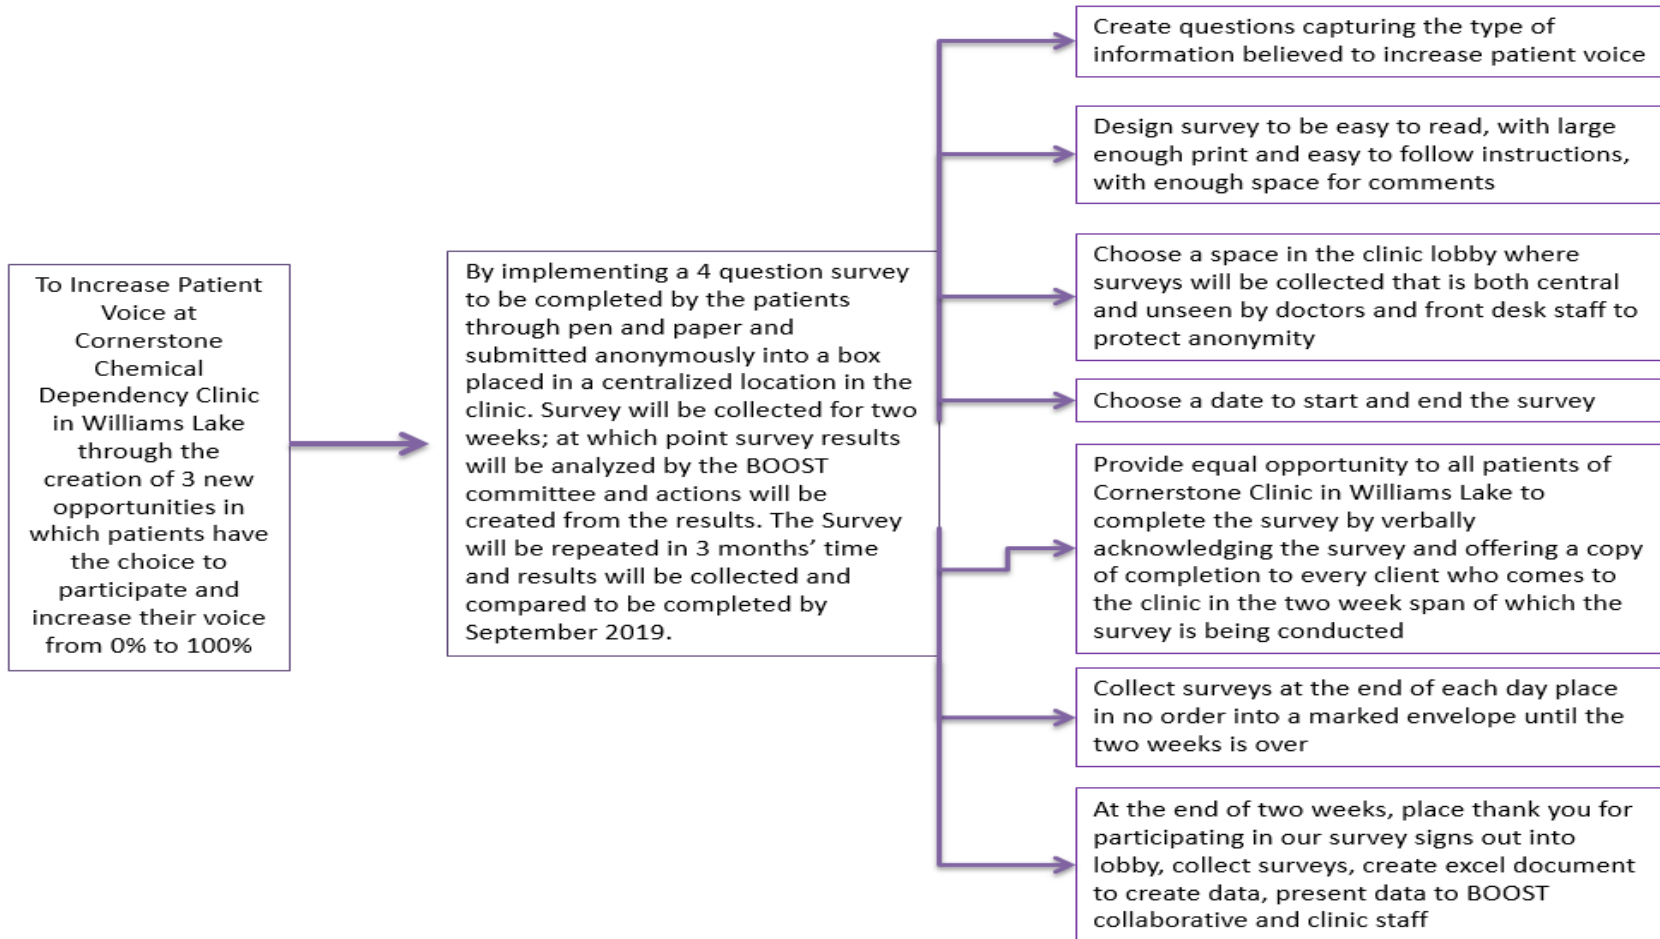 To Increase Patient
Voice at
Cornerstone
Chemical
Dependency Clinic
in Williams Lake
through the
creation of 3 new
opportunities in
which patients have
the choice to
participate and
increase their voice
from 0% to 100%
By implementing a 4 question survey
to be completed by the patients
through pen and paper and
submitted anonymously into a box
placed in a centralized location in the
clinic. Survey will be collected for two
weeks; at which point survey results
will be analyzed by the BOOST
committee and actions will be
created from the results. The Survey
will be repeated in 3 months’ time
and results will be collected and
compared to be completed by
September 2019.
Create questions capturing the type of
information believed to increase patient voice
Design survey to be easy to read, with large
enough print and easy to follow instructions,
with enough space for comments
Choose a space in the clinic lobby where
surveys will be collected that is both central
and unseen by doctors and front desk staff to
protect anonymity
Choose a date to start and end the survey
Provide equal opportunity to all patients of
Cornerstone Clinic in Williams Lake to
complete the survey by verbally
acknowledging the survey and offering a copy
of completion to every client who comes to
the clinic in the two week span of which the
survey is being conducted
Collect surveys at the end of each day place
in no order into a marked envelope until the
two weeks is over
At the end of two weeks, place thank you for
participating in our survey signs out into
lobby, collect surveys, create excel document
to create data, present data to BOOST
collaborative and clinic staff